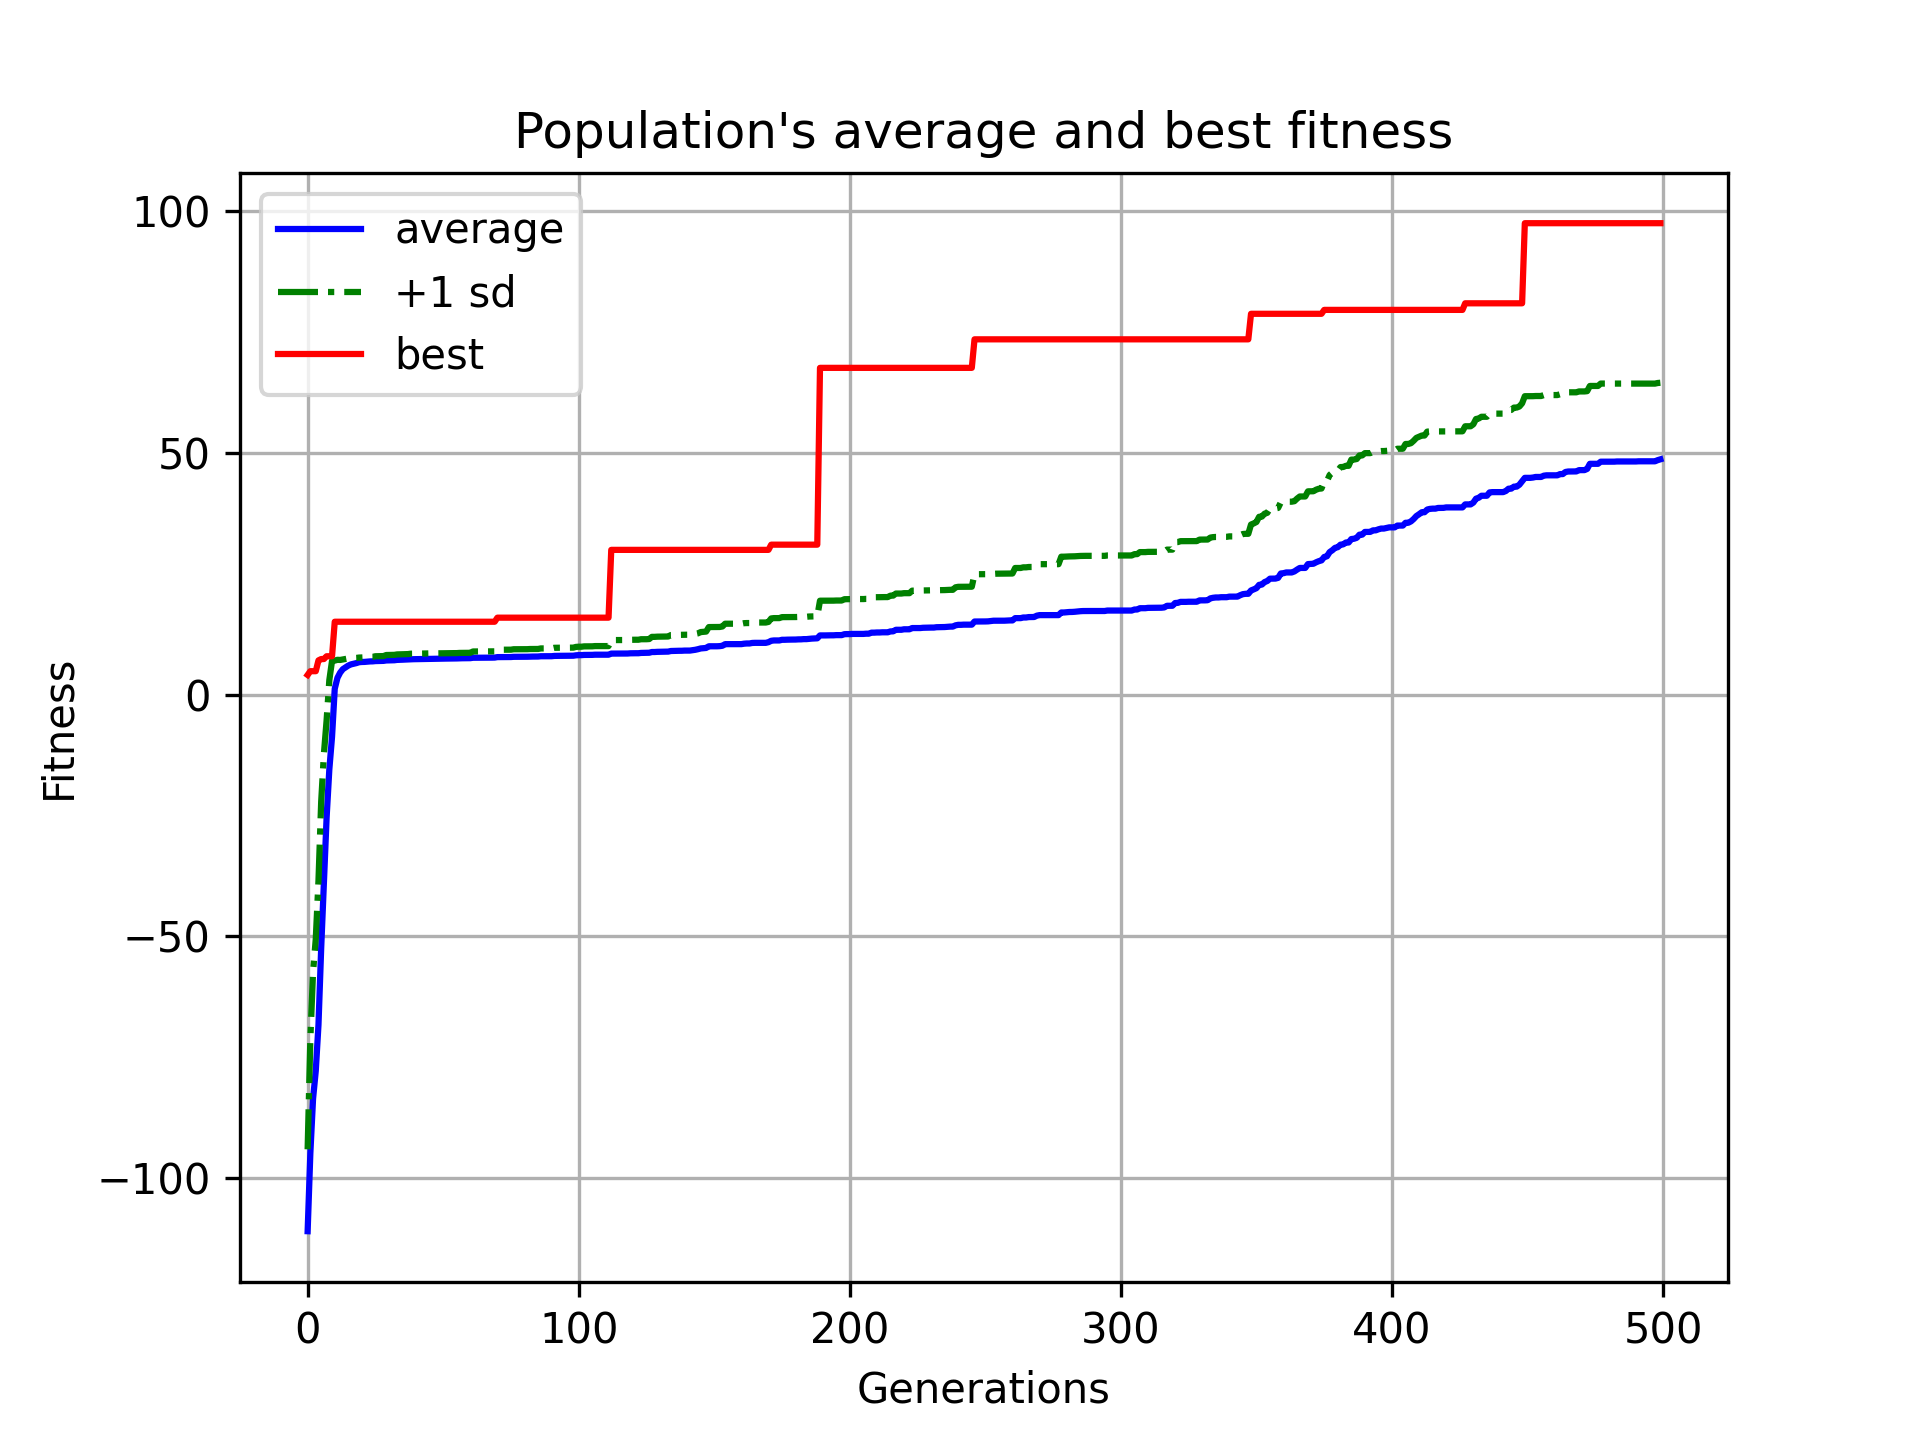 Population's average and best fitness
average
+1 sd
best
100
50
0
−50
−100
Fitness
0 100 200 300 400 500
Generations